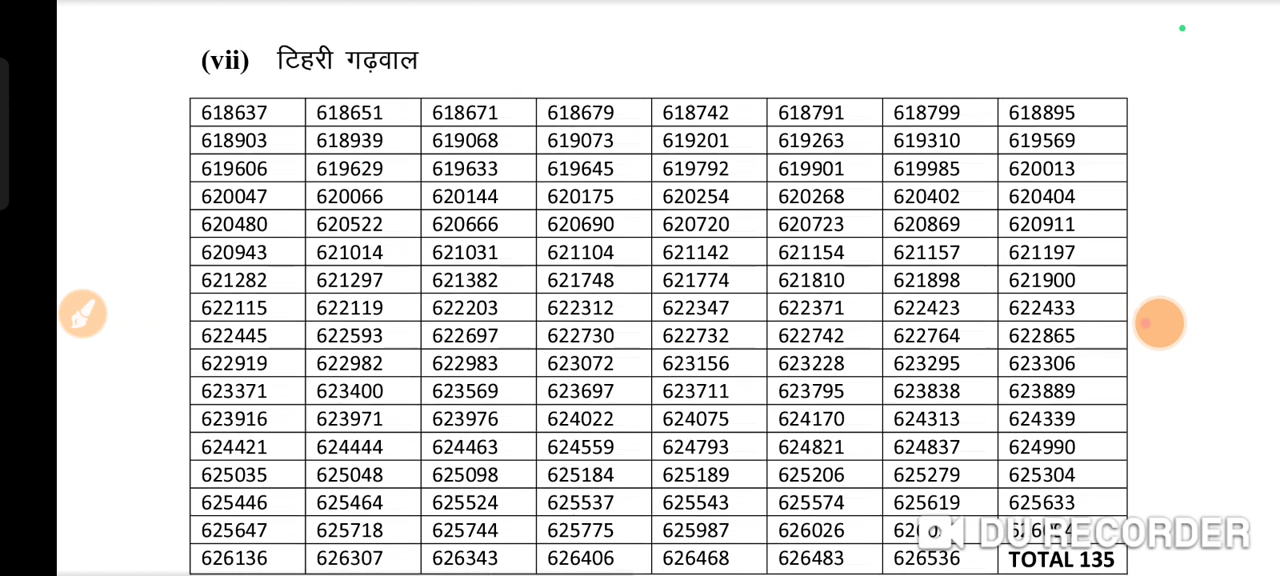 (vii) टिहरी गढ़वाल
618637 618651 618671 618679 618742 618791 618799 618895
618903 618939 619068 619073 619201 619263 619310 619569
619606 619629 619633 619645 619792 619901 619985 620013
620047 620066 620144 620175 620254 620268 620402 620404
620480 620522 620666 620690 620720 620723 620869 620911
620943 621014 621031 621104 621142 621154 621157 621197
621282 621297 621382 621748 621774 621810 621898 621900
622115 622119 622203 622312 622347 622371 622423 622433
622445 622593 622697 622730 622732 622742 622764 622865
622919 622982 622983 623072 623156 623228 623295 623306
623371 623400 623569 623697 623711 623795 623838 623889
623916 623971 623976 624022 624075 624170 624313 624339
624421 624444 624463 624559 624793 624821 624837 624990
625035 625048 625098 625184 625189 625206 625279 625304
625446 625464 625524 625537 625543 625574 625619 625633
625647 625718 625744 625775 625987 626026
DU RECORDER
626136 626307 626343 626406 626468 626483 626536 TOTAL 135